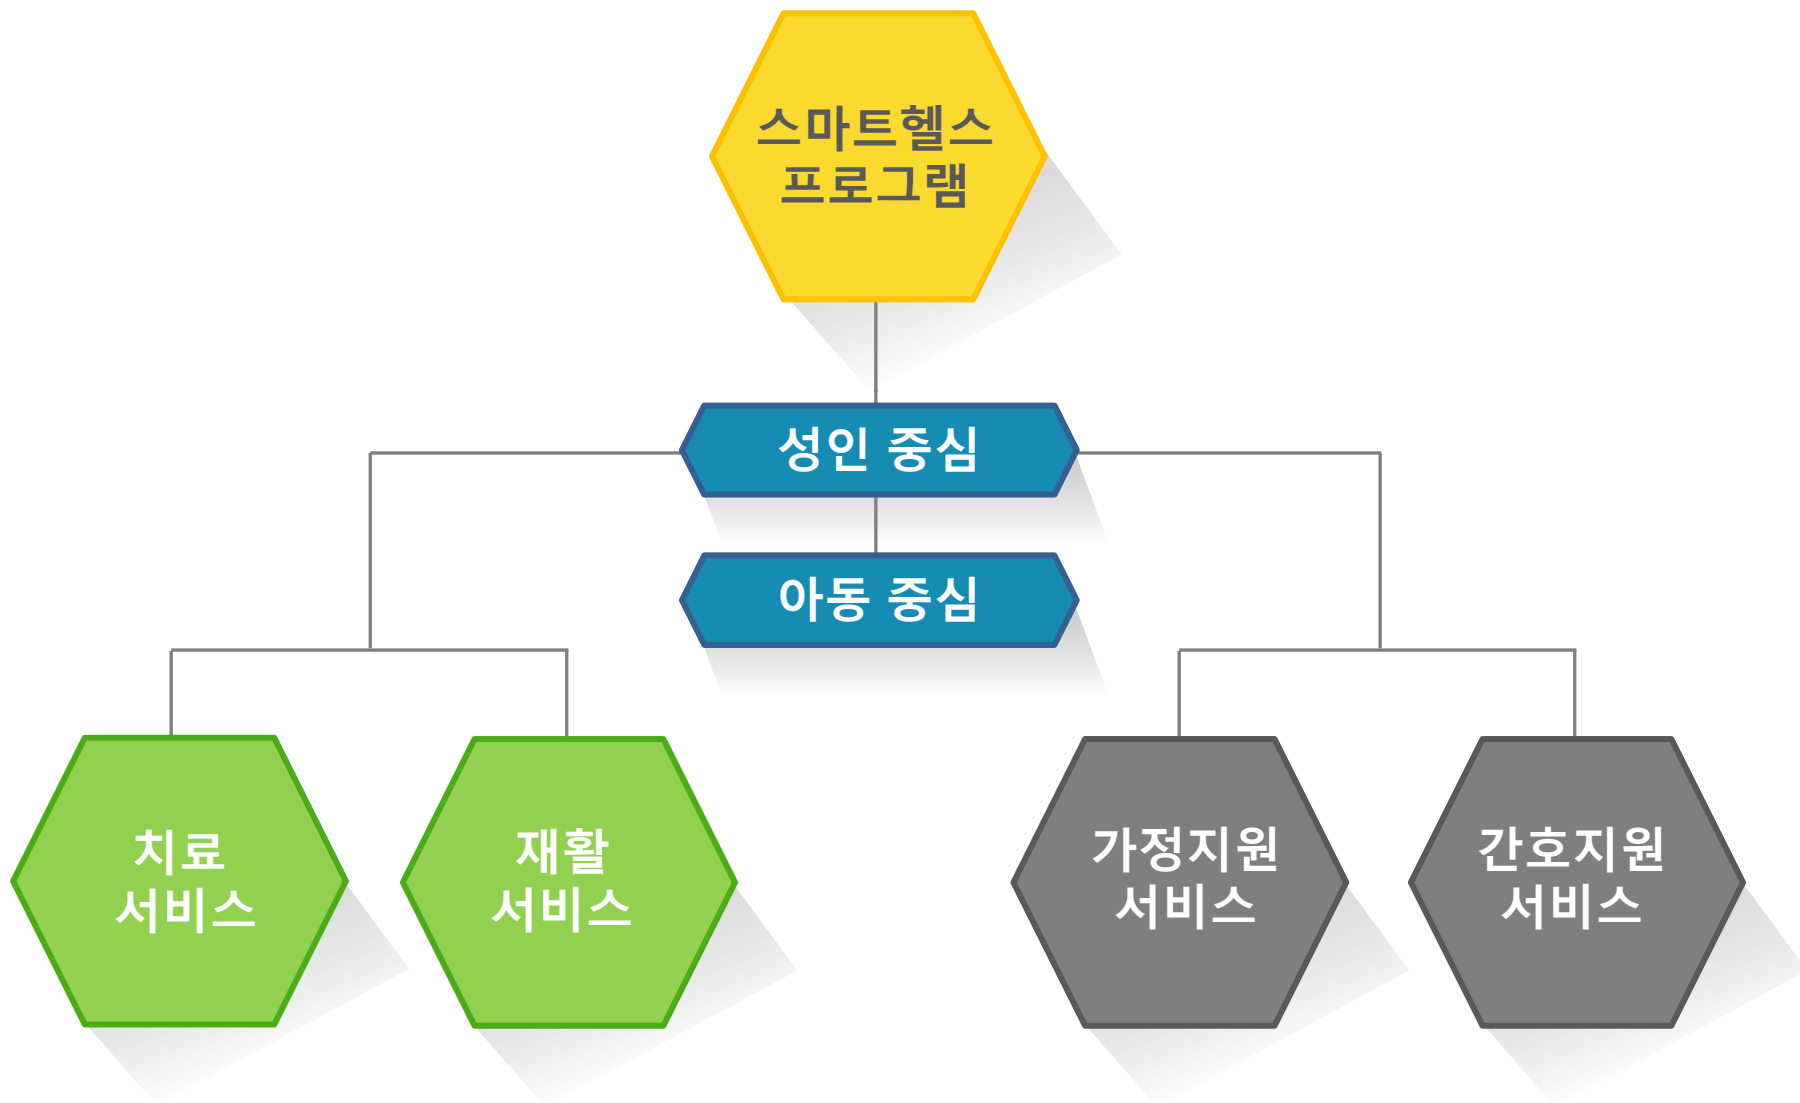 스마트헬스
프로그램
성인 중심
아동 중심
치료
서비스
재활
서비스
가정지원
서비스
간호지원
서비스